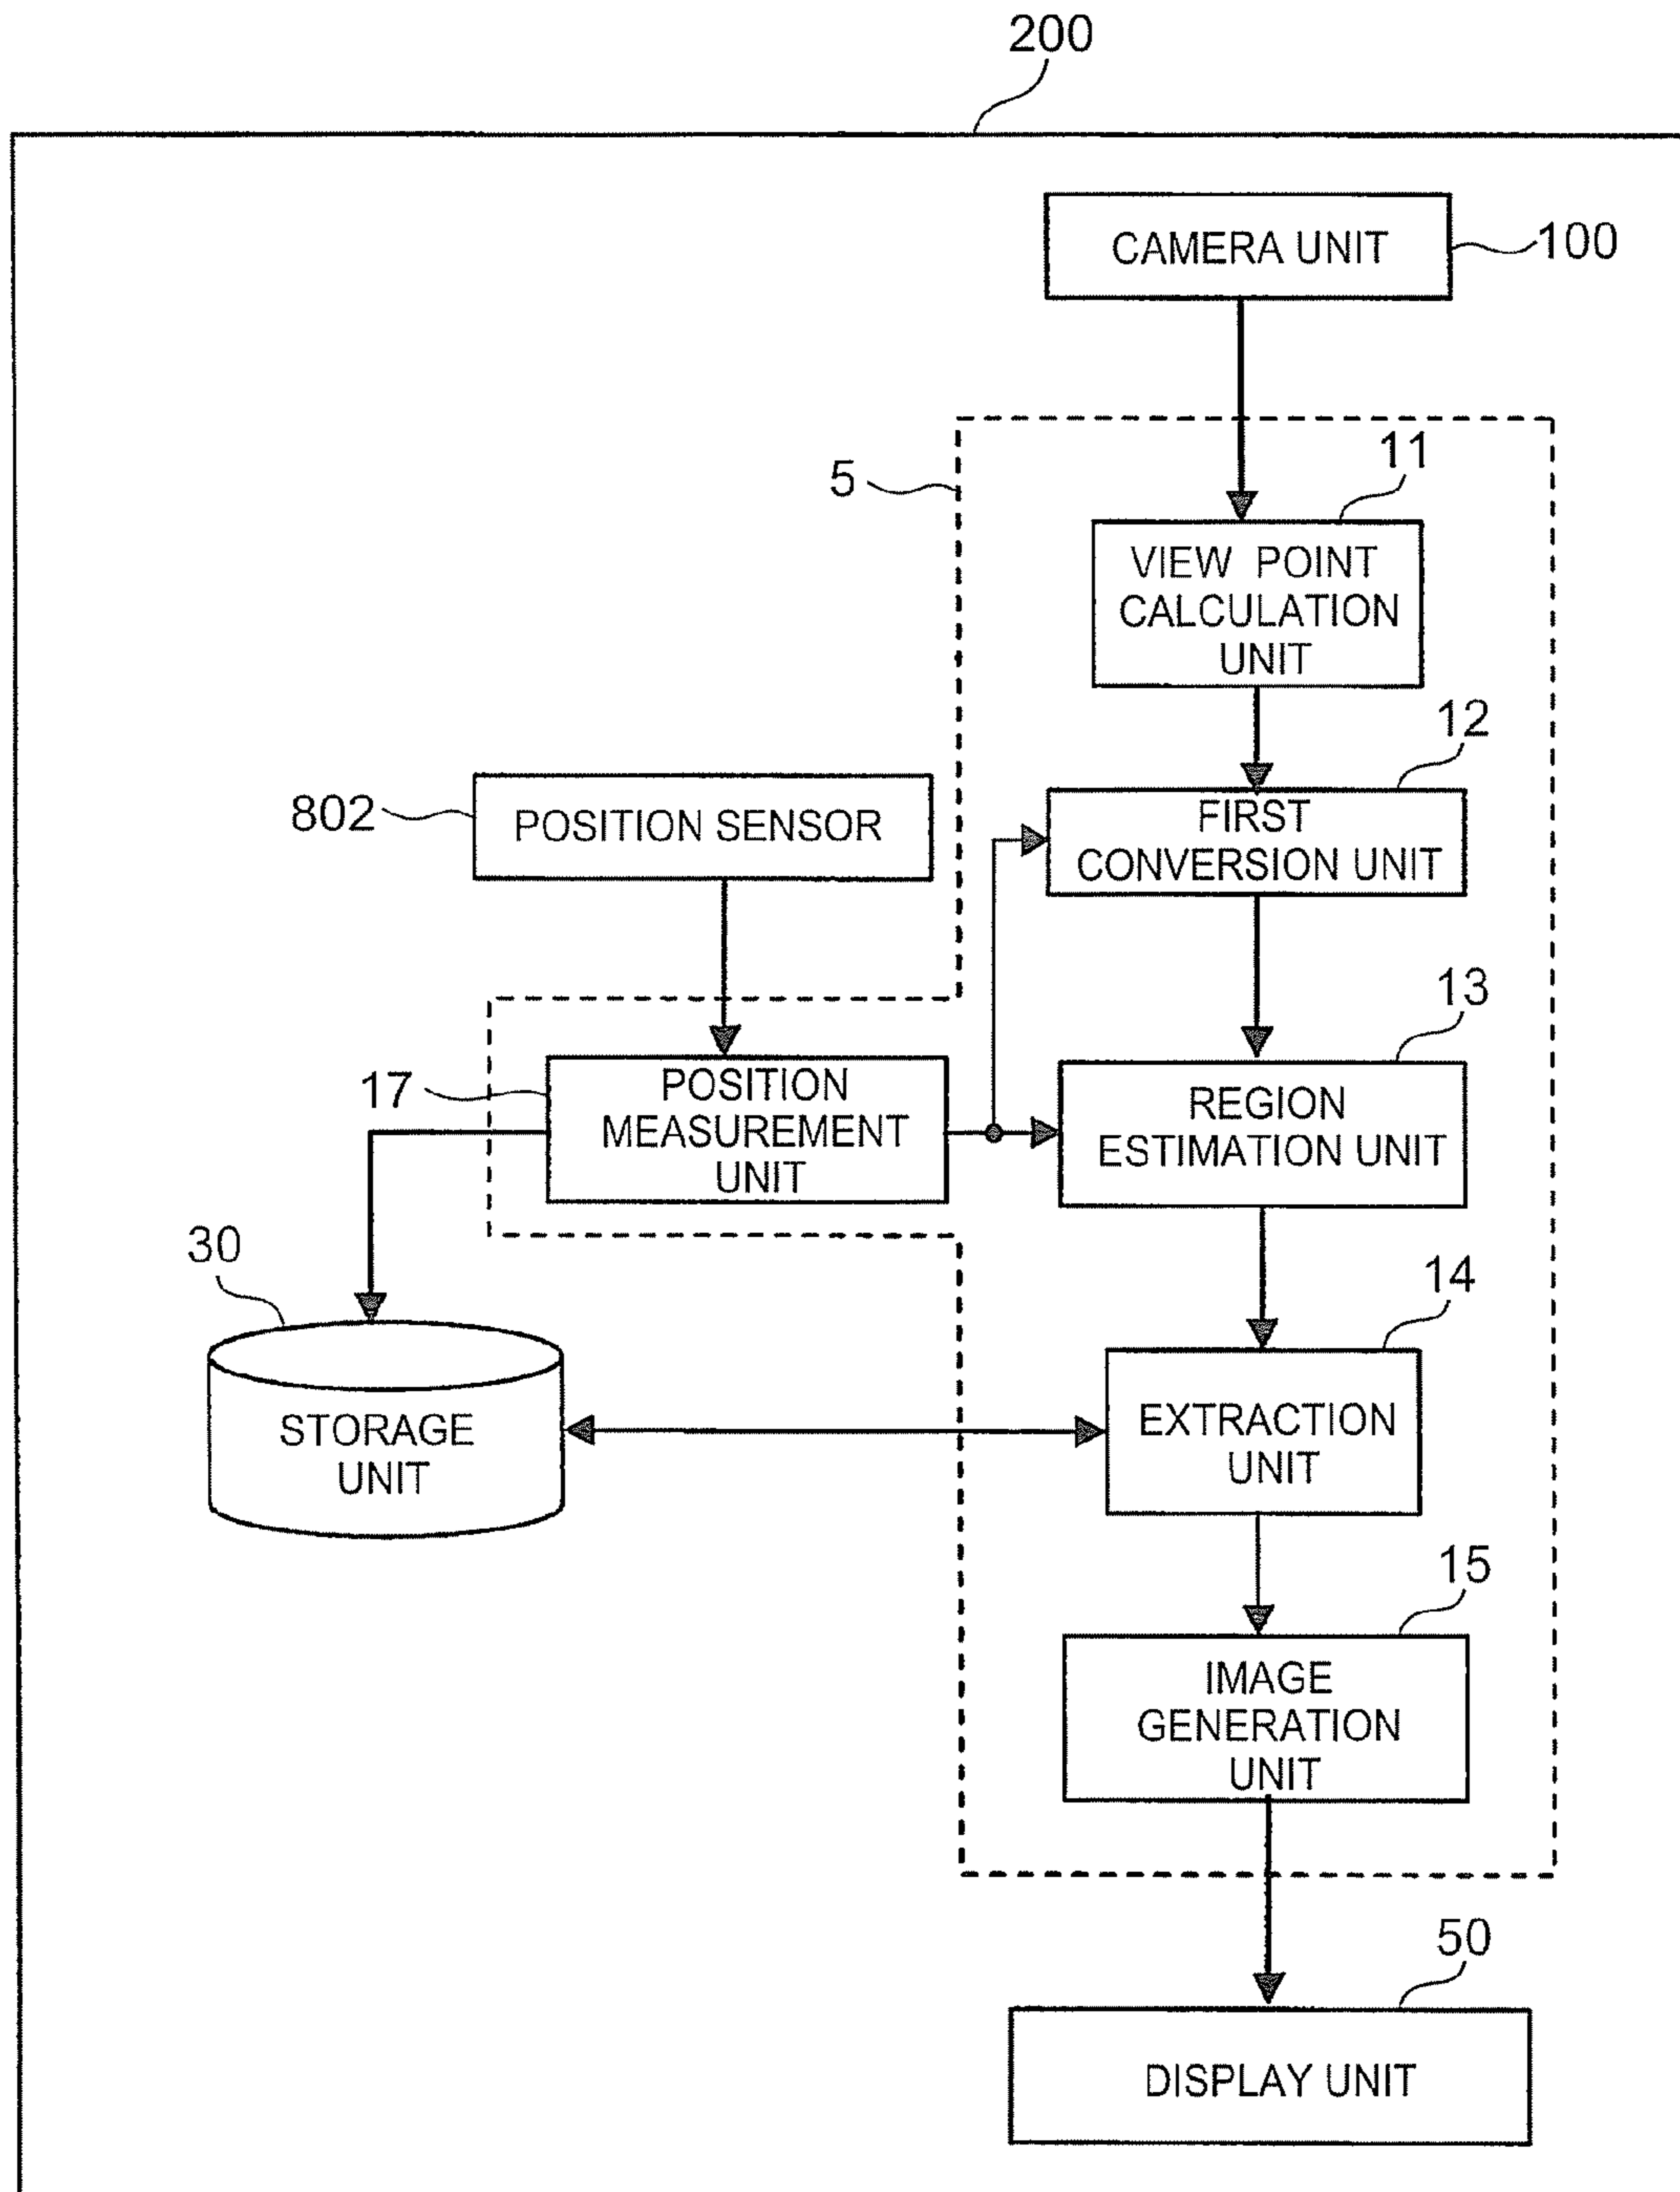 200
CAMERA UNIT
100
5
11
VIEW POINT
CALCULATION
UNIT
12
802
POSITION SENSOR
FIRST
CONVERSION UNIT
13
17
POSITION
MEASUREMENT
UNIT
REGION
ESTIMATION UNIT
30
14
STORAGE
UNIT
EXTRACTION
UNIT
15
IMAGE
GENERATION
UNIT
50
DISPLAY UNIT